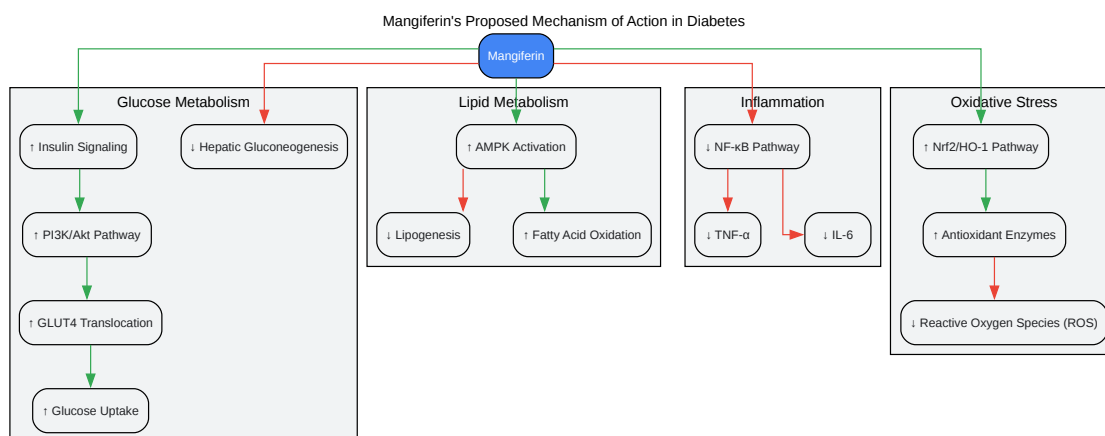 Mangiferin's Proposed Mechanism of Action in Diabetes
Mangiferin
Glucose Metabolism
↑ Insulin Signaling
↓ Hepatic Gluconeogenesis
↑ PI3K/Akt Pathway
↑ GLUT4 Translocation
↑ Glucose Uptake
Lipid Metabolism
↑ AMPK Activation
↓ Lipogenesis
↑ Fatty Acid Oxidation
Inflammation
↓ NF-κB Pathway
↓ TNF-α
↓ IL-6
Oxidative Stress
↑ Nrf2/HO-1 Pathway
↑ Antioxidant Enzymes
↓ Reactive Oxygen Species (ROS)